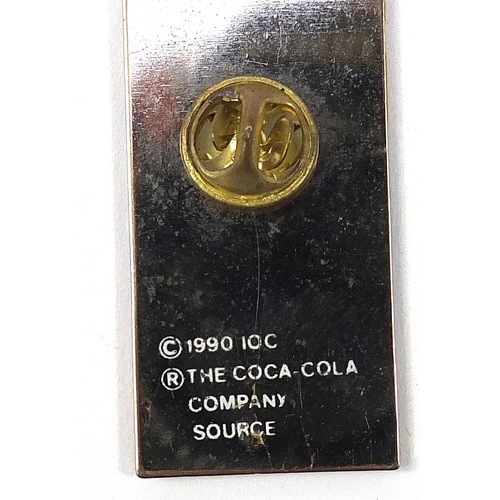 © 1990 IOC
® THE COCA-COLA
COMPANY
SOURCE